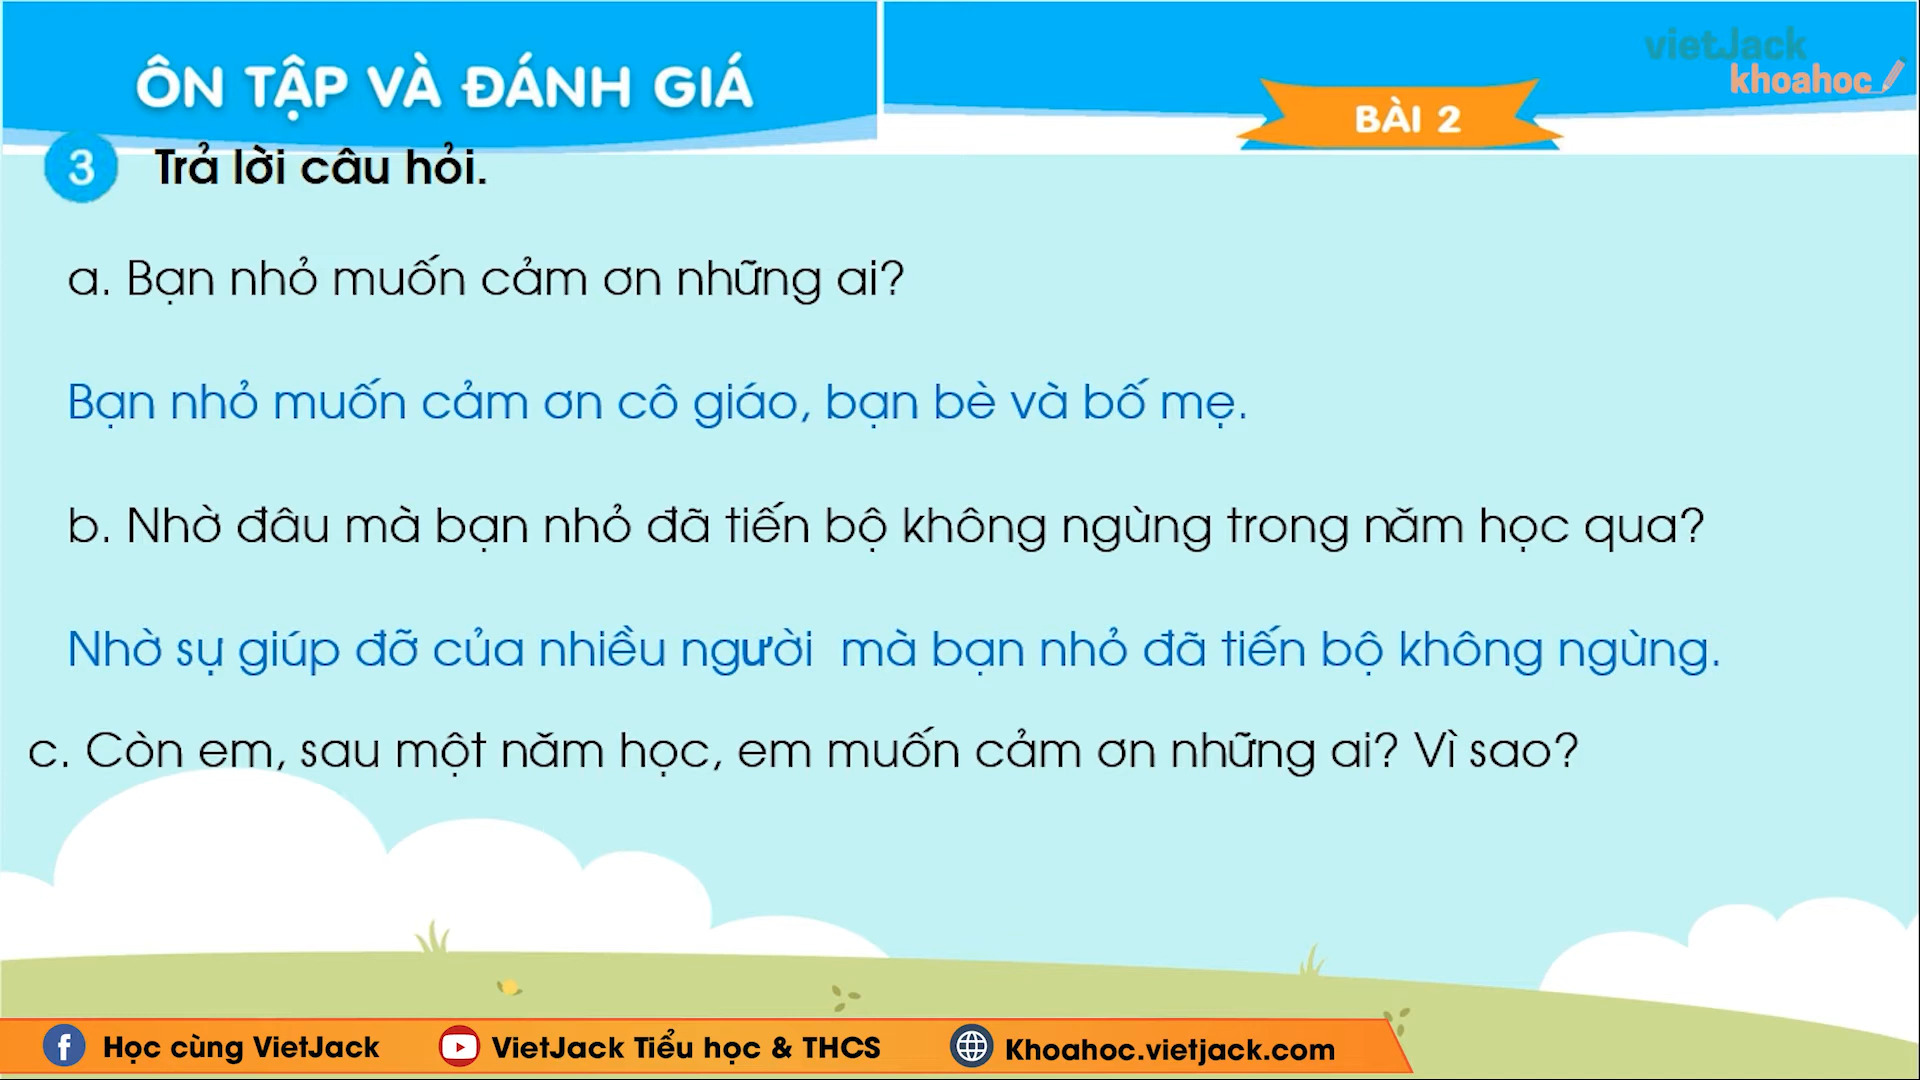 ÔN TẬP VÀ ĐÁNH GIÁ
vietJack
khoahoc
BÀI 2
3 Trả lời câu hỏi.
a. Bạn nhỏ muốn cảm ơn những ai?
Bạn nhỏ muốn cảm ơn cô giáo, bạn bè và bố mẹ.
b. Nhờ đâu mà bạn nhỏ đã tiến bộ không ngừng trong năm học qua?
Nhờ sự giúp đỡ của nhiều người mà bạn nhỏ đã tiến bộ không ngừng.
c. Còn em, sau một năm học, em muốn cảm ơn những ai? Vì sao?
Học cùng VietJack VietJack Tiểu học & THCS Khoahoc.vietjack.com